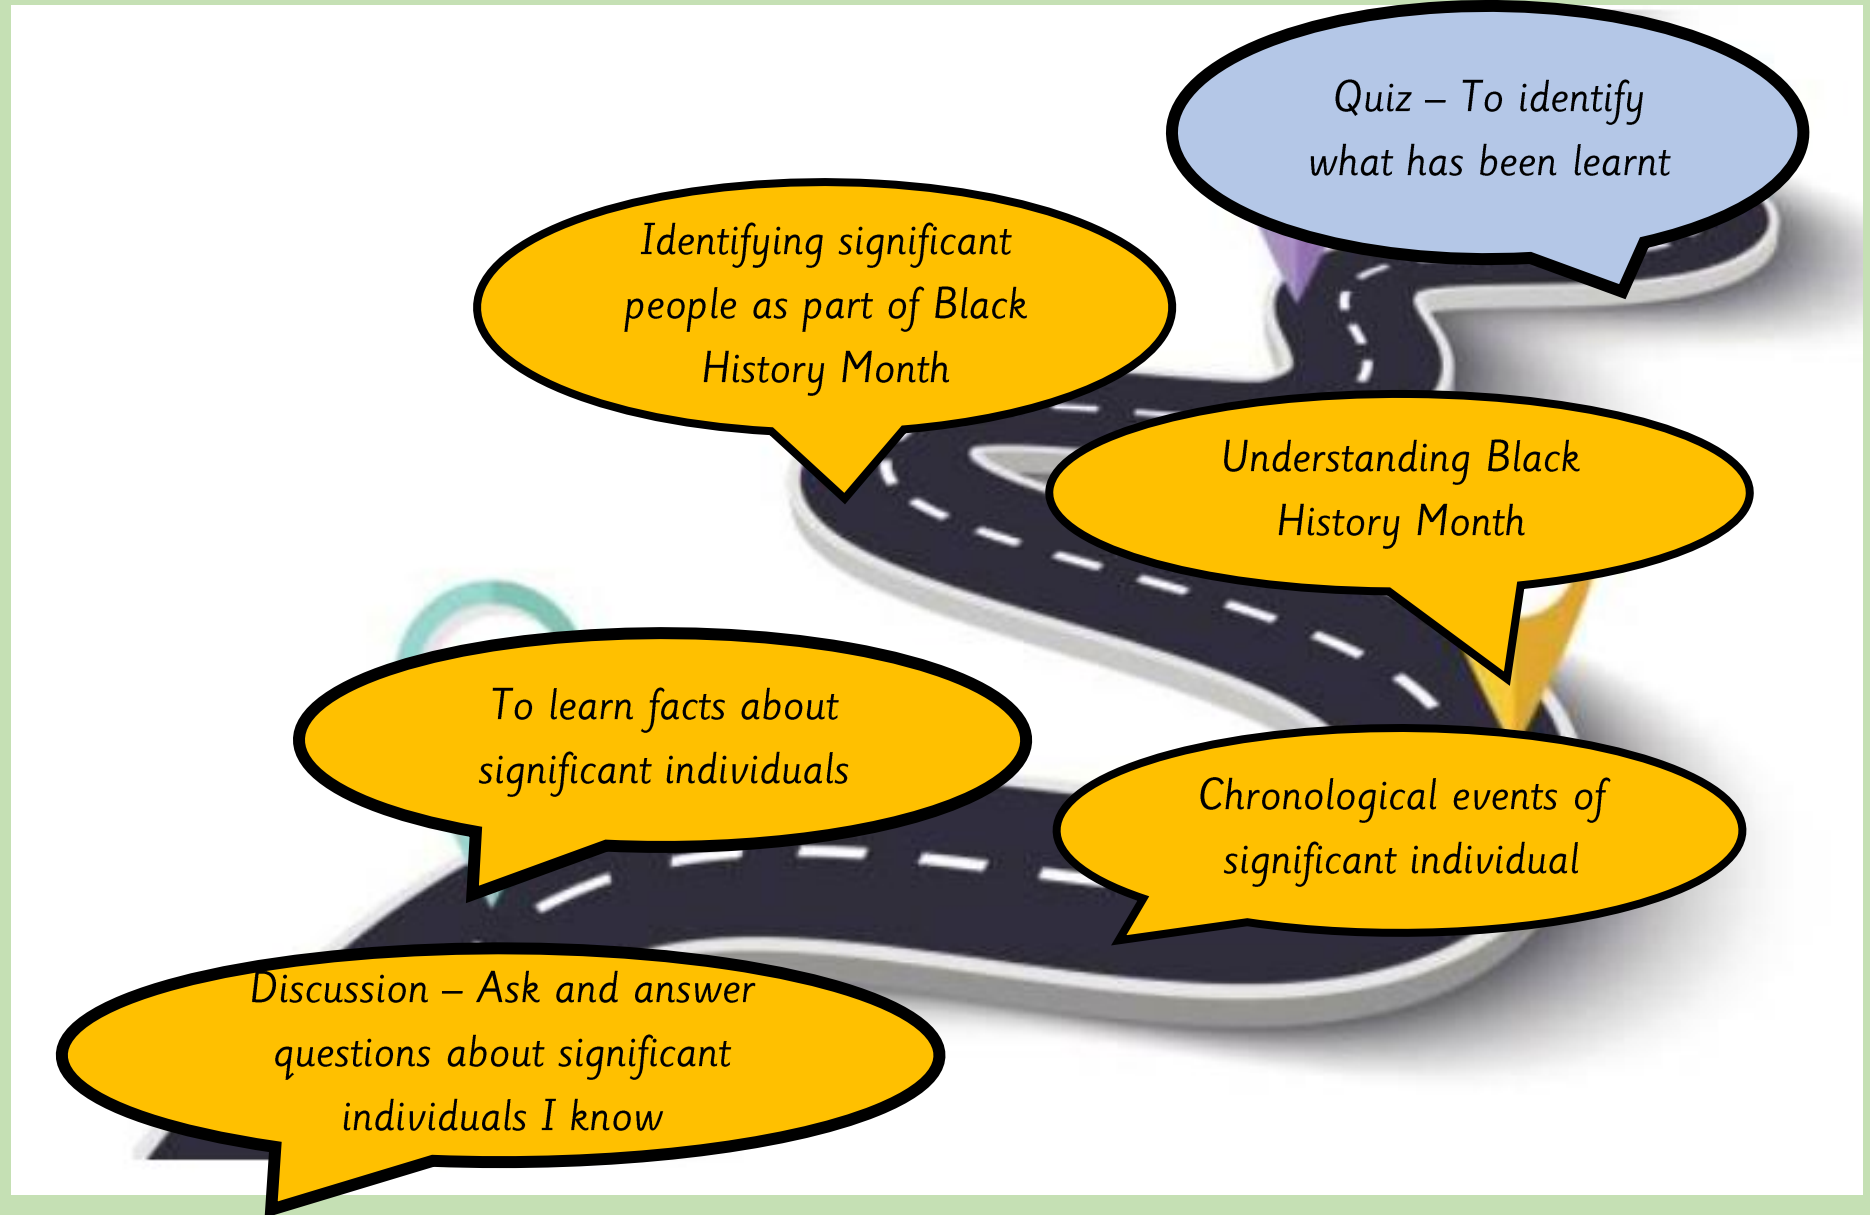 Quiz – To identify
what has been learnt
Identifying significant
people as part of Black
History Month
Understanding Black
History Month
To learn facts about
significant individuals
Chronological events of
significant individual
Discussion – Ask and answer
questions about significant
individuals I know